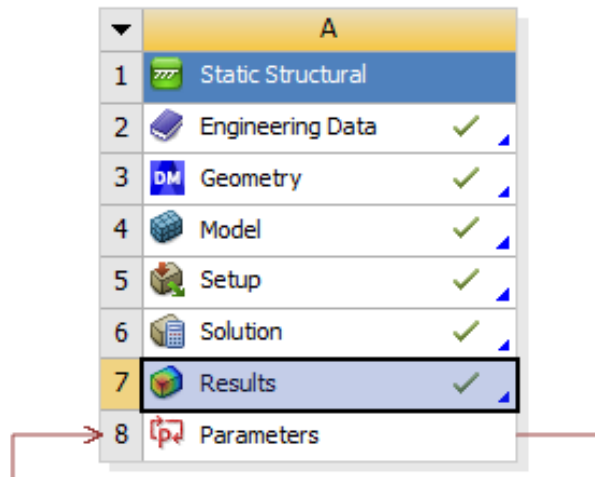 A
1 Static Structural
2 Engineering Data
3 DM Geometry
4 Model
5 Setup
6 Solution
7 Results
8 p Parameters